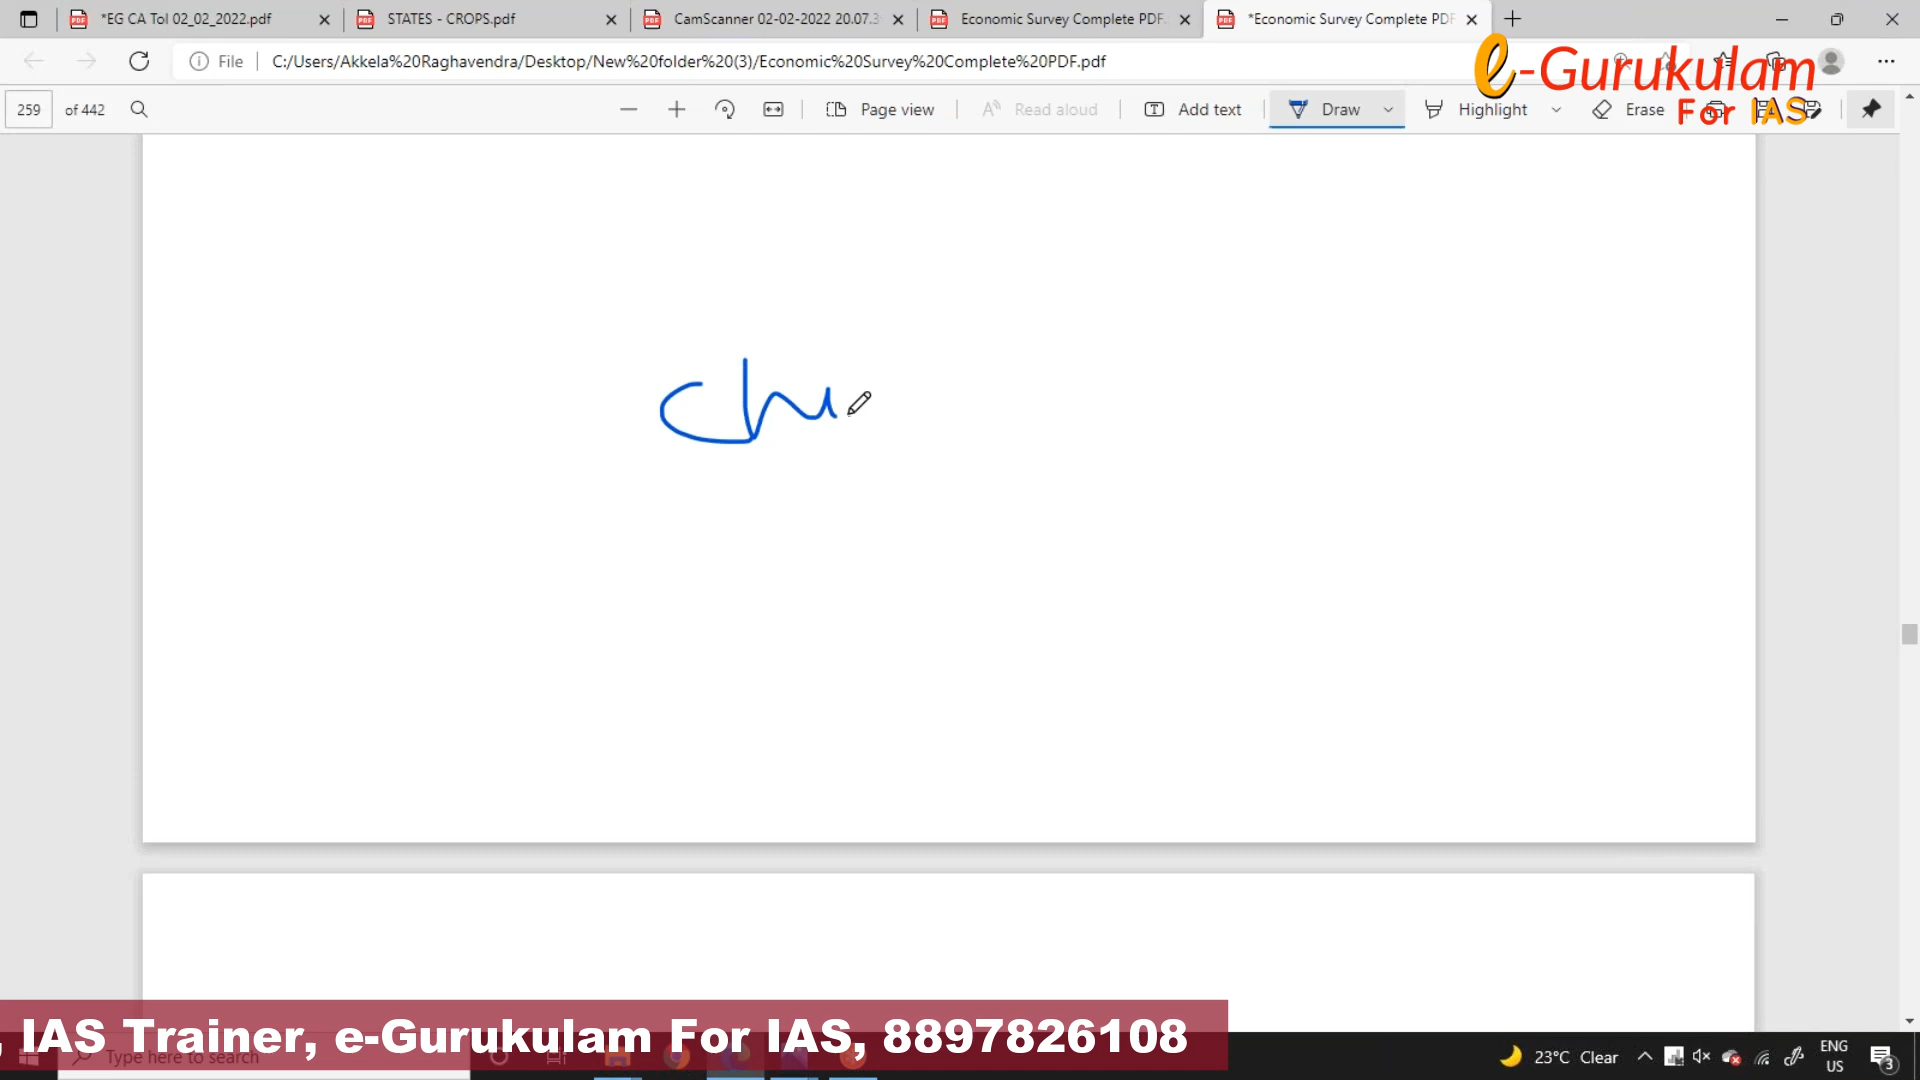 *EG CA Tol 02_02_2022.pdf
STATES - CROPS.pdf
CamScanner 02-02-2022 20.07.3
Economic Survey Complete PDF.
*Economic Survey Complete PDF
File
C:/Users/Akkela%20Raghavendra/Desktop/New%20folder%20(3)/Economic%20Survey%20Complete%20PDF.pdf
e-Gurukulam
For IAS
259 of 442
Page view
Read aloud
Add text
Draw
Highlight
Erase
, IAS Trainer, e-Gurukulam For IAS, 8897826108
Type here to search
23°C Clear
ENG
US
3